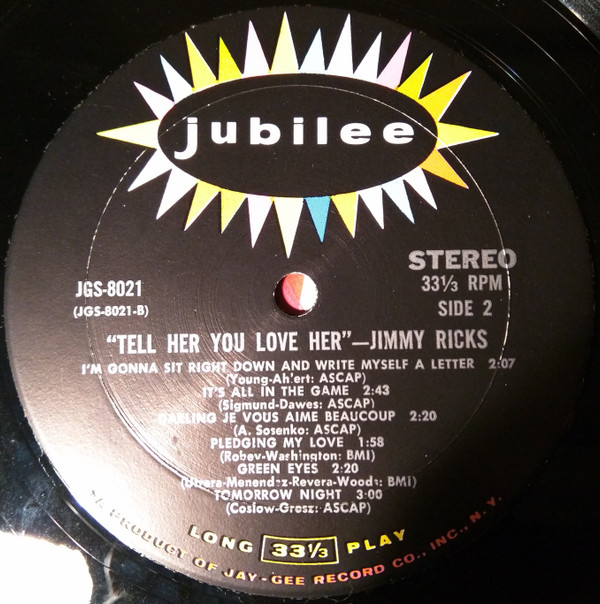 jubilee
STEREO
33⅓ RPM
SIDE 2
JGS-8021
(JGS-8021-B)
"TELL HER YOU LOVE HER"—JIMMY RICKS
I'M GONNA SIT RIGHT DOWN AND WRITE MYSELF A LETTER 2:07
(Young-Ahlert: ASCAP)
IT'S ALL IN THE GAME 2:43
(Sigmund-Dawes: ASCAP)
DARLING JE VOUS AIME BEAUCOUP 2:20
(A. Sosenko: ASCAP)
PLEDGING MY LOVE 1:58
(Robey-Washington: BMI)
GREEN EYES 2:20
(Utrera-Menendez-Revera-Woods: BMI)
TOMORROW NIGHT 3:00
(Coslow-Grosz: ASCAP)
LONG 33⅓ PLAY
A PRODUCT OF JAY-GEE RECORD CO., INC., N. Y.